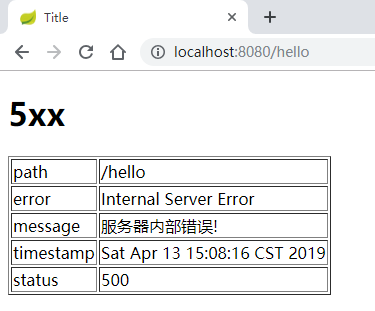 Title
localhost:8080/hello
5xx
path /hello
error Internal Server Error
message 服务器内部错误!
timestamp Sat Apr 13 15:08:16 CST 2019
status 500